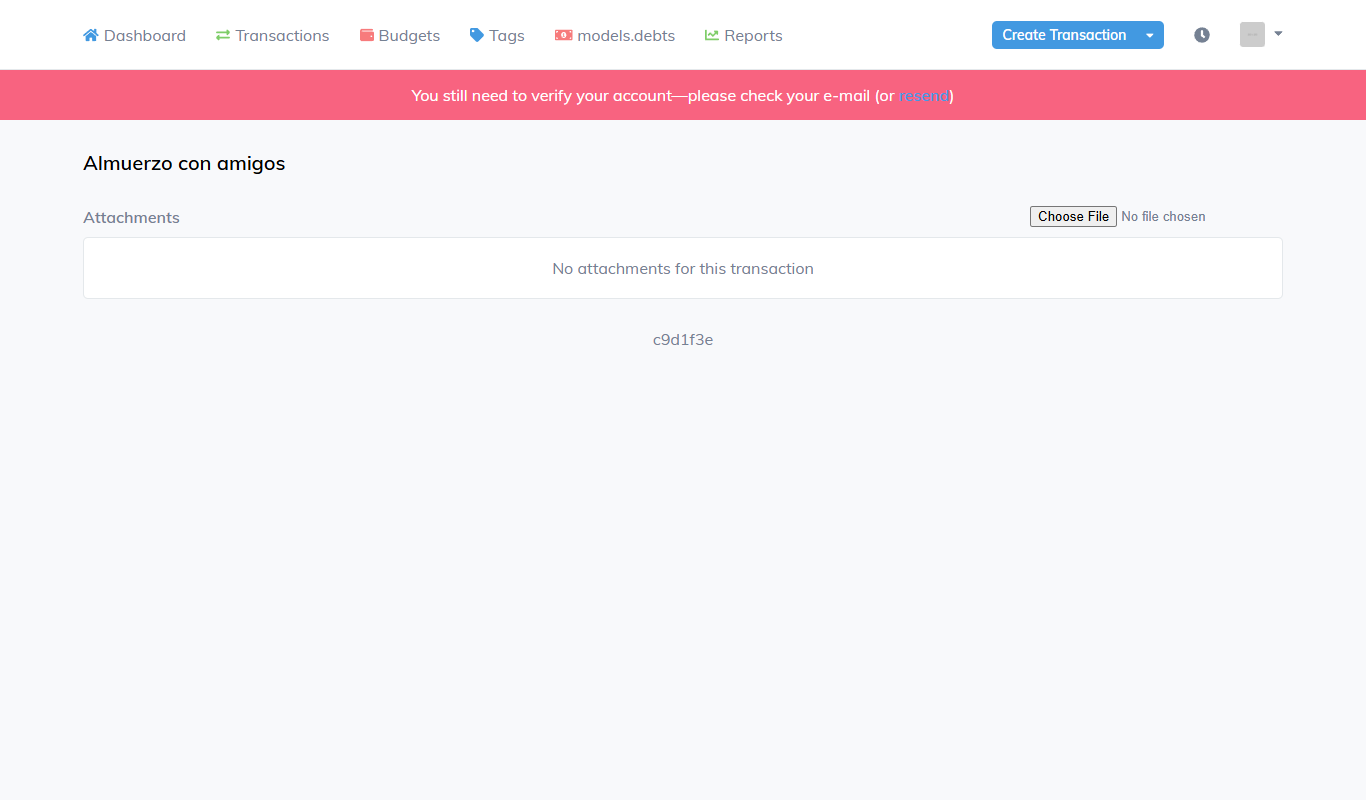 Dashboard Transactions Budgets Tags models.debts Reports Create Transaction
You still need to verify your account—please check your e-mail (or resend)
Almuerzo con amigos
Attachments Choose File No file chosen
No attachments for this transaction
c9d1f3e